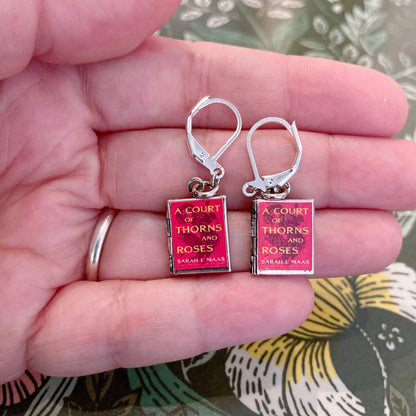 A COURT
OF
THORNS
AND
ROSES
SARAH J. MAAS
A COURT
OF
THORNS
AND
ROSES
SARAH J. MAAS